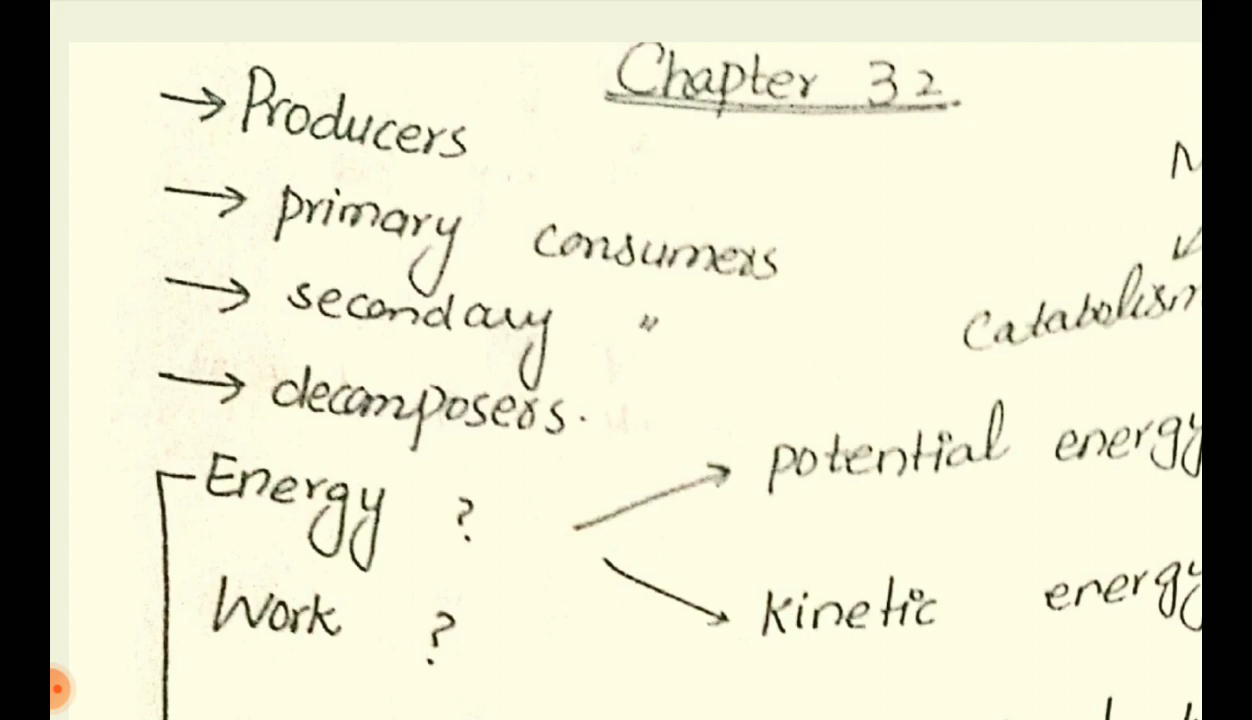 Chapter 32.
→ Producers
→ primary consumers
→ secondary "
→ decomposers.
Catabolism
Energy ?
potential energy
Kinetic energy
Work ?